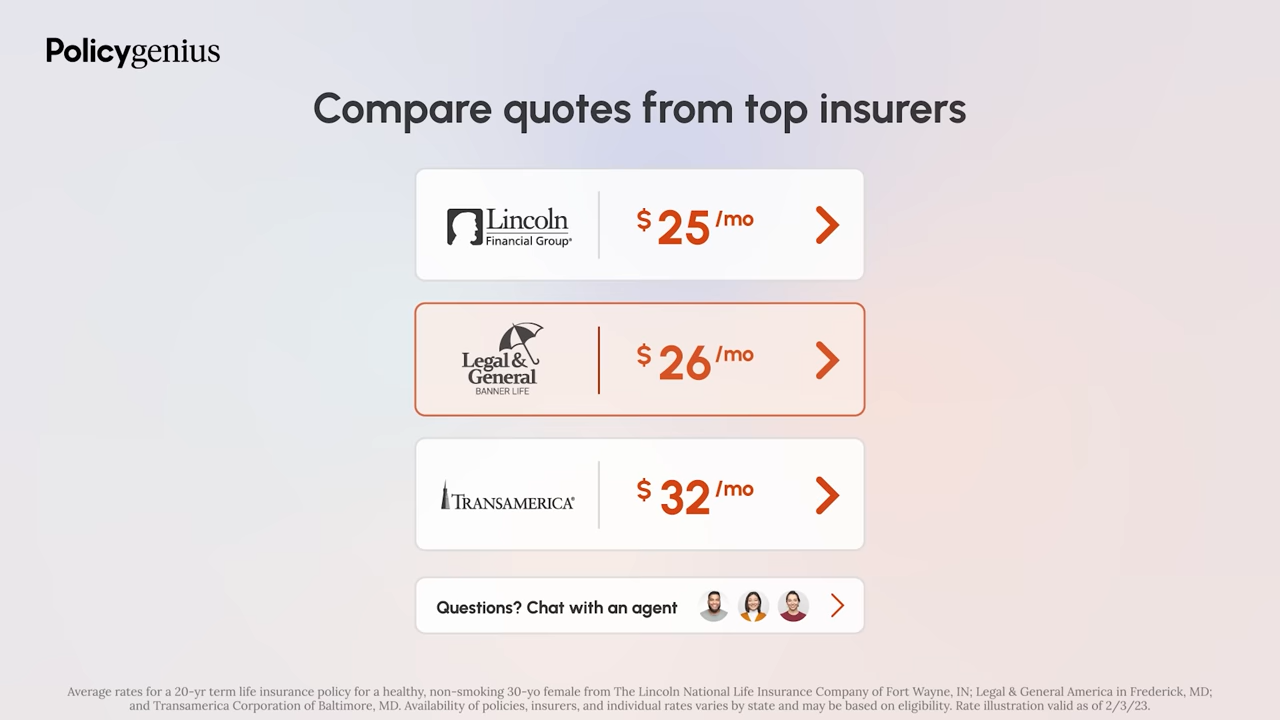 Policygenius
Compare quotes from top insurers
Lincoln
Financial Group®
$25/mo
Legal &
General
BANNER LIFE
$26/mo
TRANSAMERICA®
$32/mo
Questions? Chat with an agent
Average rates for a 20-yr term life insurance policy for a healthy, non-smoking 30-yo female from The Lincoln National Life Insurance Company of Fort Wayne, IN; Legal & General America in Frederick, MD;
and Transamerica Corporation of Baltimore, MD. Availability of policies, insurers, and individual rates varies by state and may be based on eligibility. Rate illustration valid as of 2/3/23.